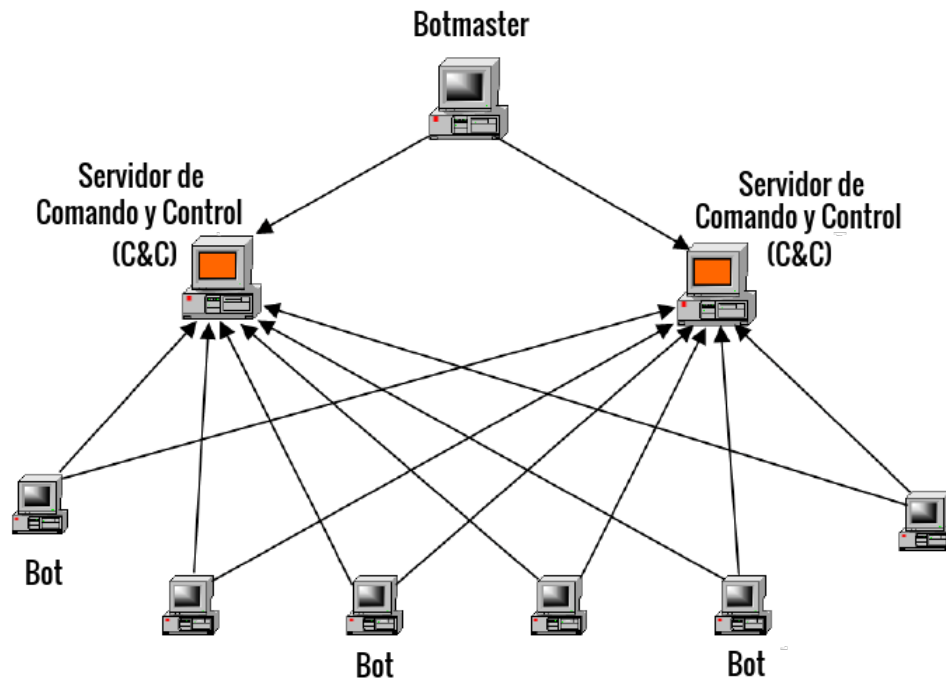 Botmaster
Servidor de
Comando y Control
(C&C)
Servidor de
Comando y Control
(C&C)
Bot
Bot
Bot